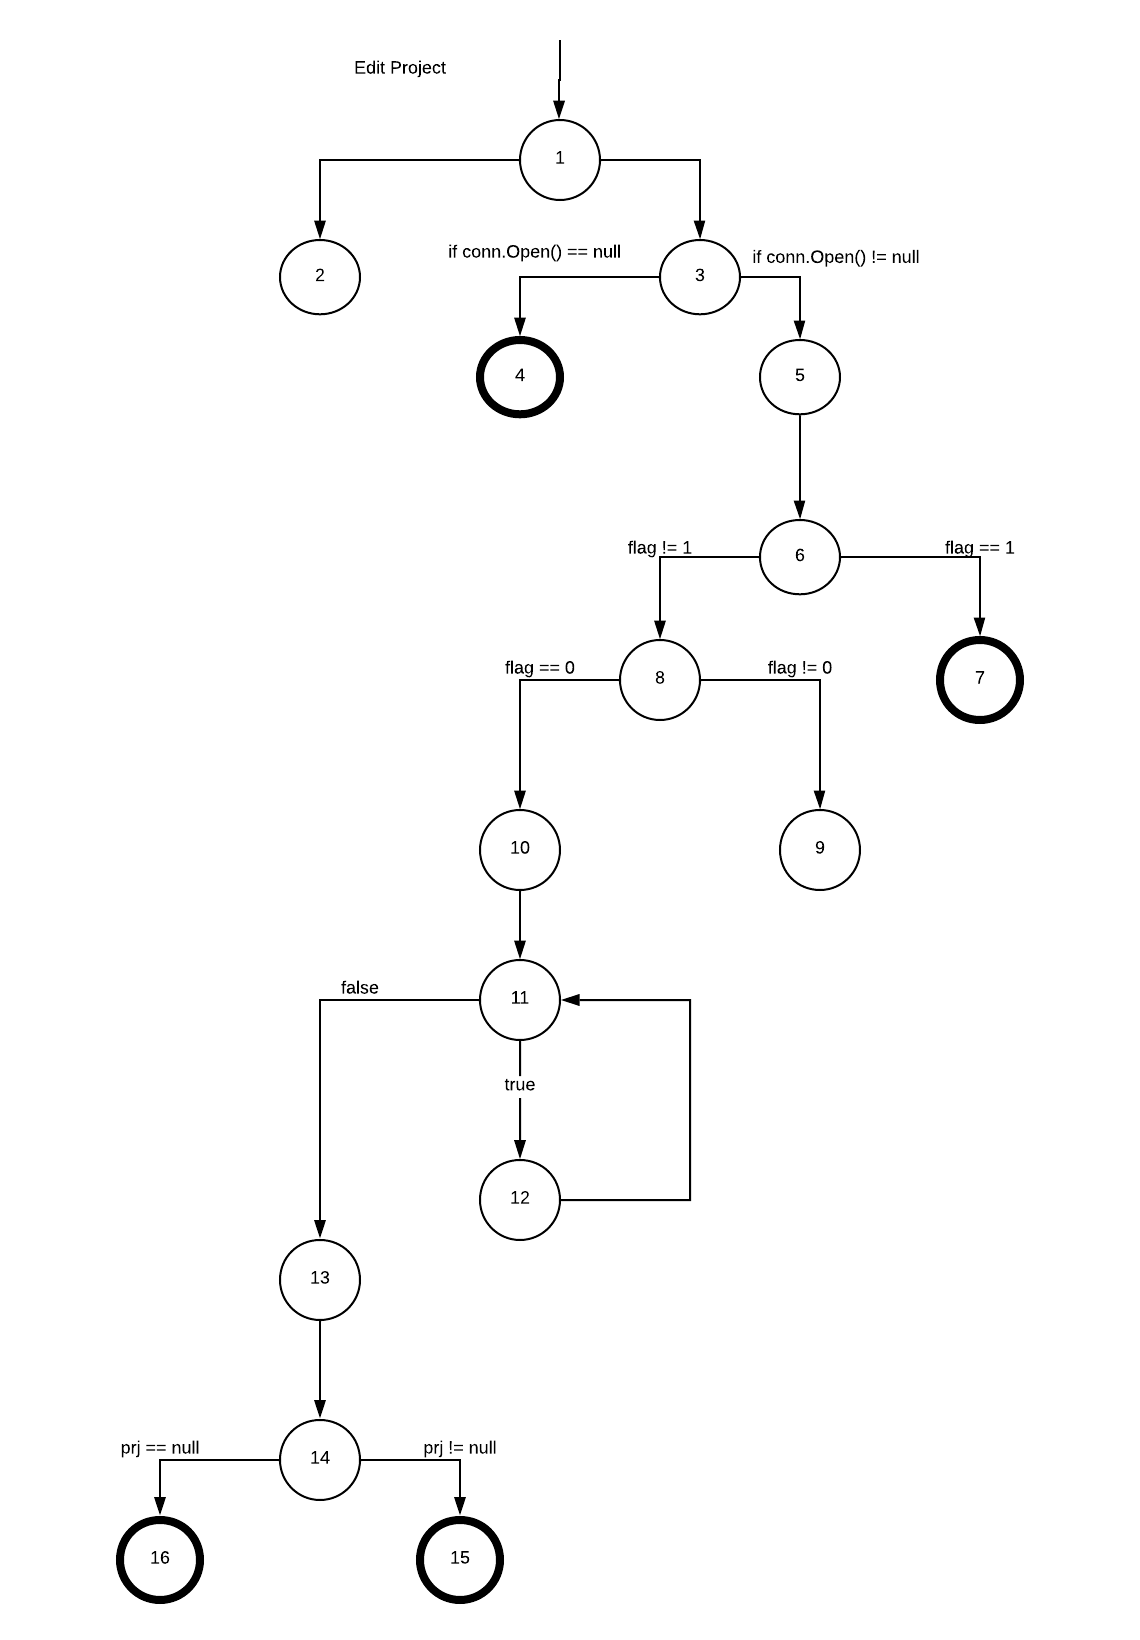 Edit Project
1
2
if conn.Open() == null
3
if conn.Open() != null
4
5
flag != 1
6
flag == 1
flag == 0
8
flag != 0
7
10
9
false
11
true
12
13
prj == null
14
prj != null
16
15